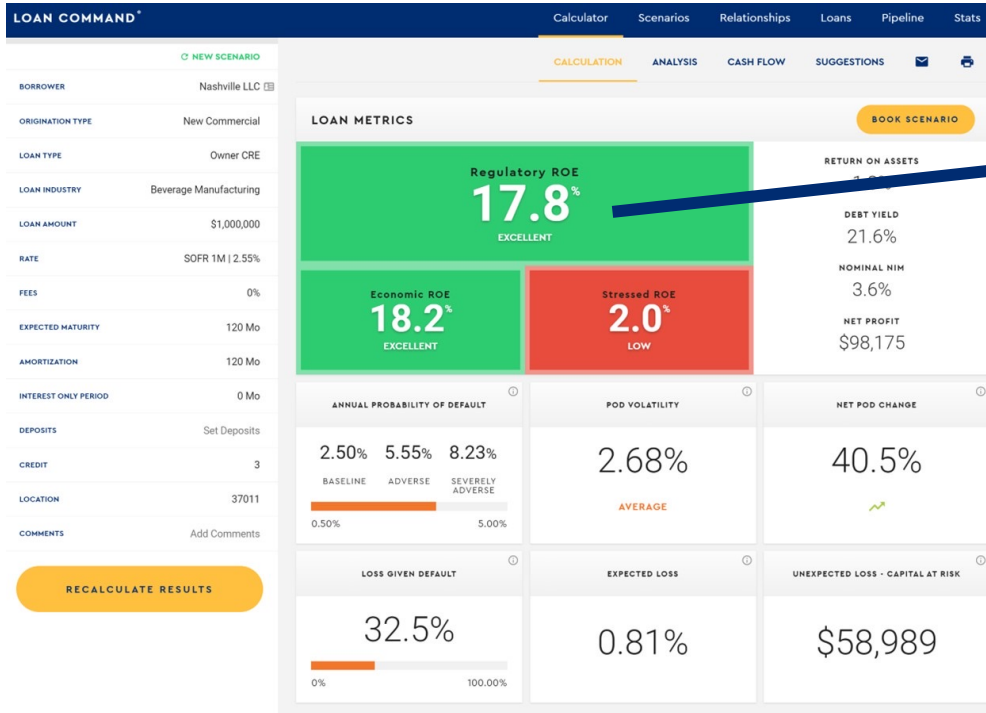 LOAN COMMAND
Calculator Scenarios Relationships Loans Pipeline Stats
NEW SCENARIO
CALCULATION ANALYSIS CASH FLOW SUGGESTIONS
BORROWER Nashville LLC
ORIGINATION TYPE New Commercial
LOAN TYPE Owner CRE
LOAN INDUSTRY Beverage Manufacturing
LOAN AMOUNT $1,000,000
RATE SOFR 1M | 2.55%
FEES 0%
EXPECTED MATURITY 120 Mo
AMORTIZATION 120 Mo
INTEREST ONLY PERIOD 0 Mo
DEPOSITS Set Deposits
CREDIT 3
LOCATION 37011
COMMENTS Add Comments
RECALCULATE RESULTS
LOAN METRICS
BOOK SCENARIO
Regulatory ROE
17.8%
EXCELLENT
Economic ROE
18.2%
EXCELLENT
Stressed ROE
2.0%
LOW
RETURN ON ASSETS
DEBT YIELD
21.6%
NOMINAL NIM
3.6%
NET PROFIT
$98,175
ANNUAL PROBABILITY OF DEFAULT
2.50% 5.55% 8.23%
BASELINE ADVERSE SEVERELY
ADVERSE
0.50% 5.00%
POD VOLATILITY
2.68%
AVERAGE
NET POD CHANGE
40.5%
LOSS GIVEN DEFAULT
32.5%
0% 100.00%
EXPECTED LOSS
0.81%
UNEXPECTED LOSS - CAPITAL AT RISK
$58,989